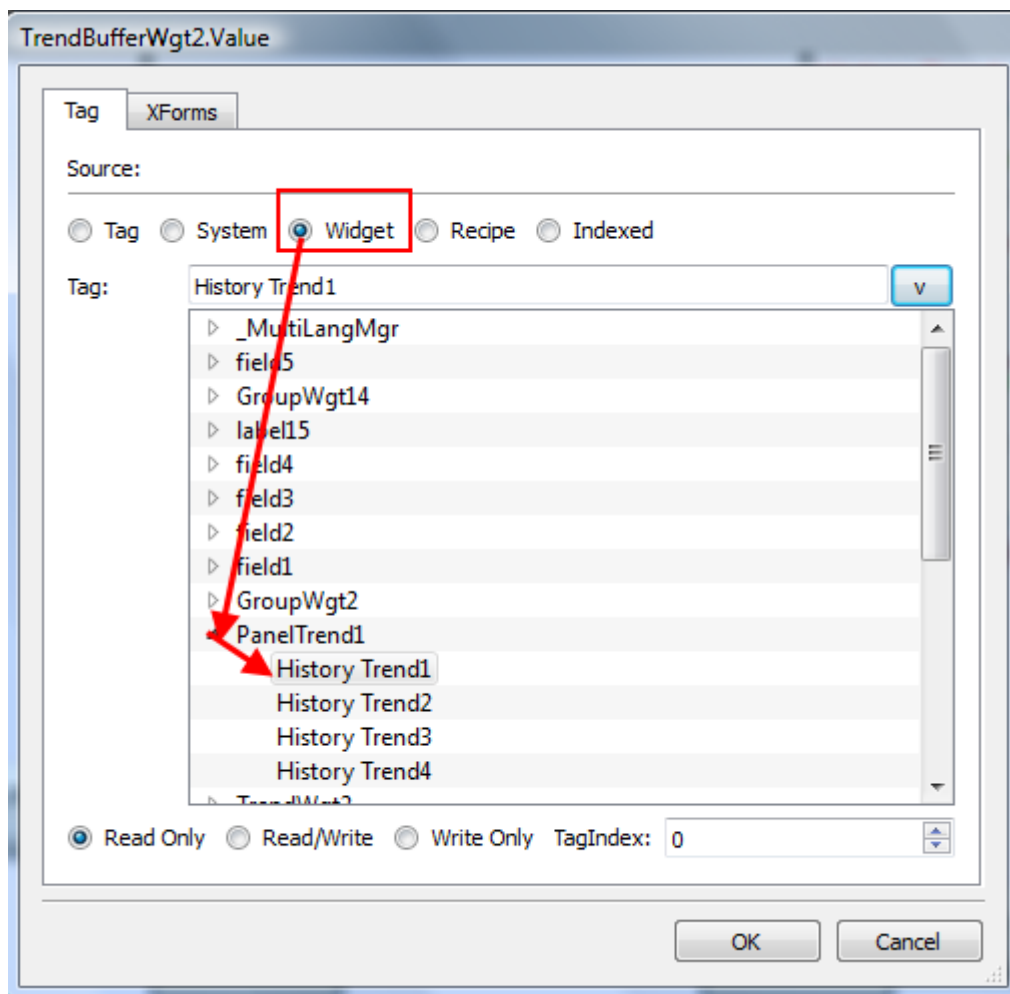 TrendBufferWgt2.Value
Tag XForms
Source:
Tag System Widget Recipe Indexed
Tag: History Trend1 v
_MultiLangMgr
field5
GroupWgt14
label15
field4
field3
field2
field1
GroupWgt2
PanelTrend1
History Trend1
History Trend2
History Trend3
History Trend4
TrendWgt2
Read Only Read/Write Write Only TagIndex: 0
OK Cancel